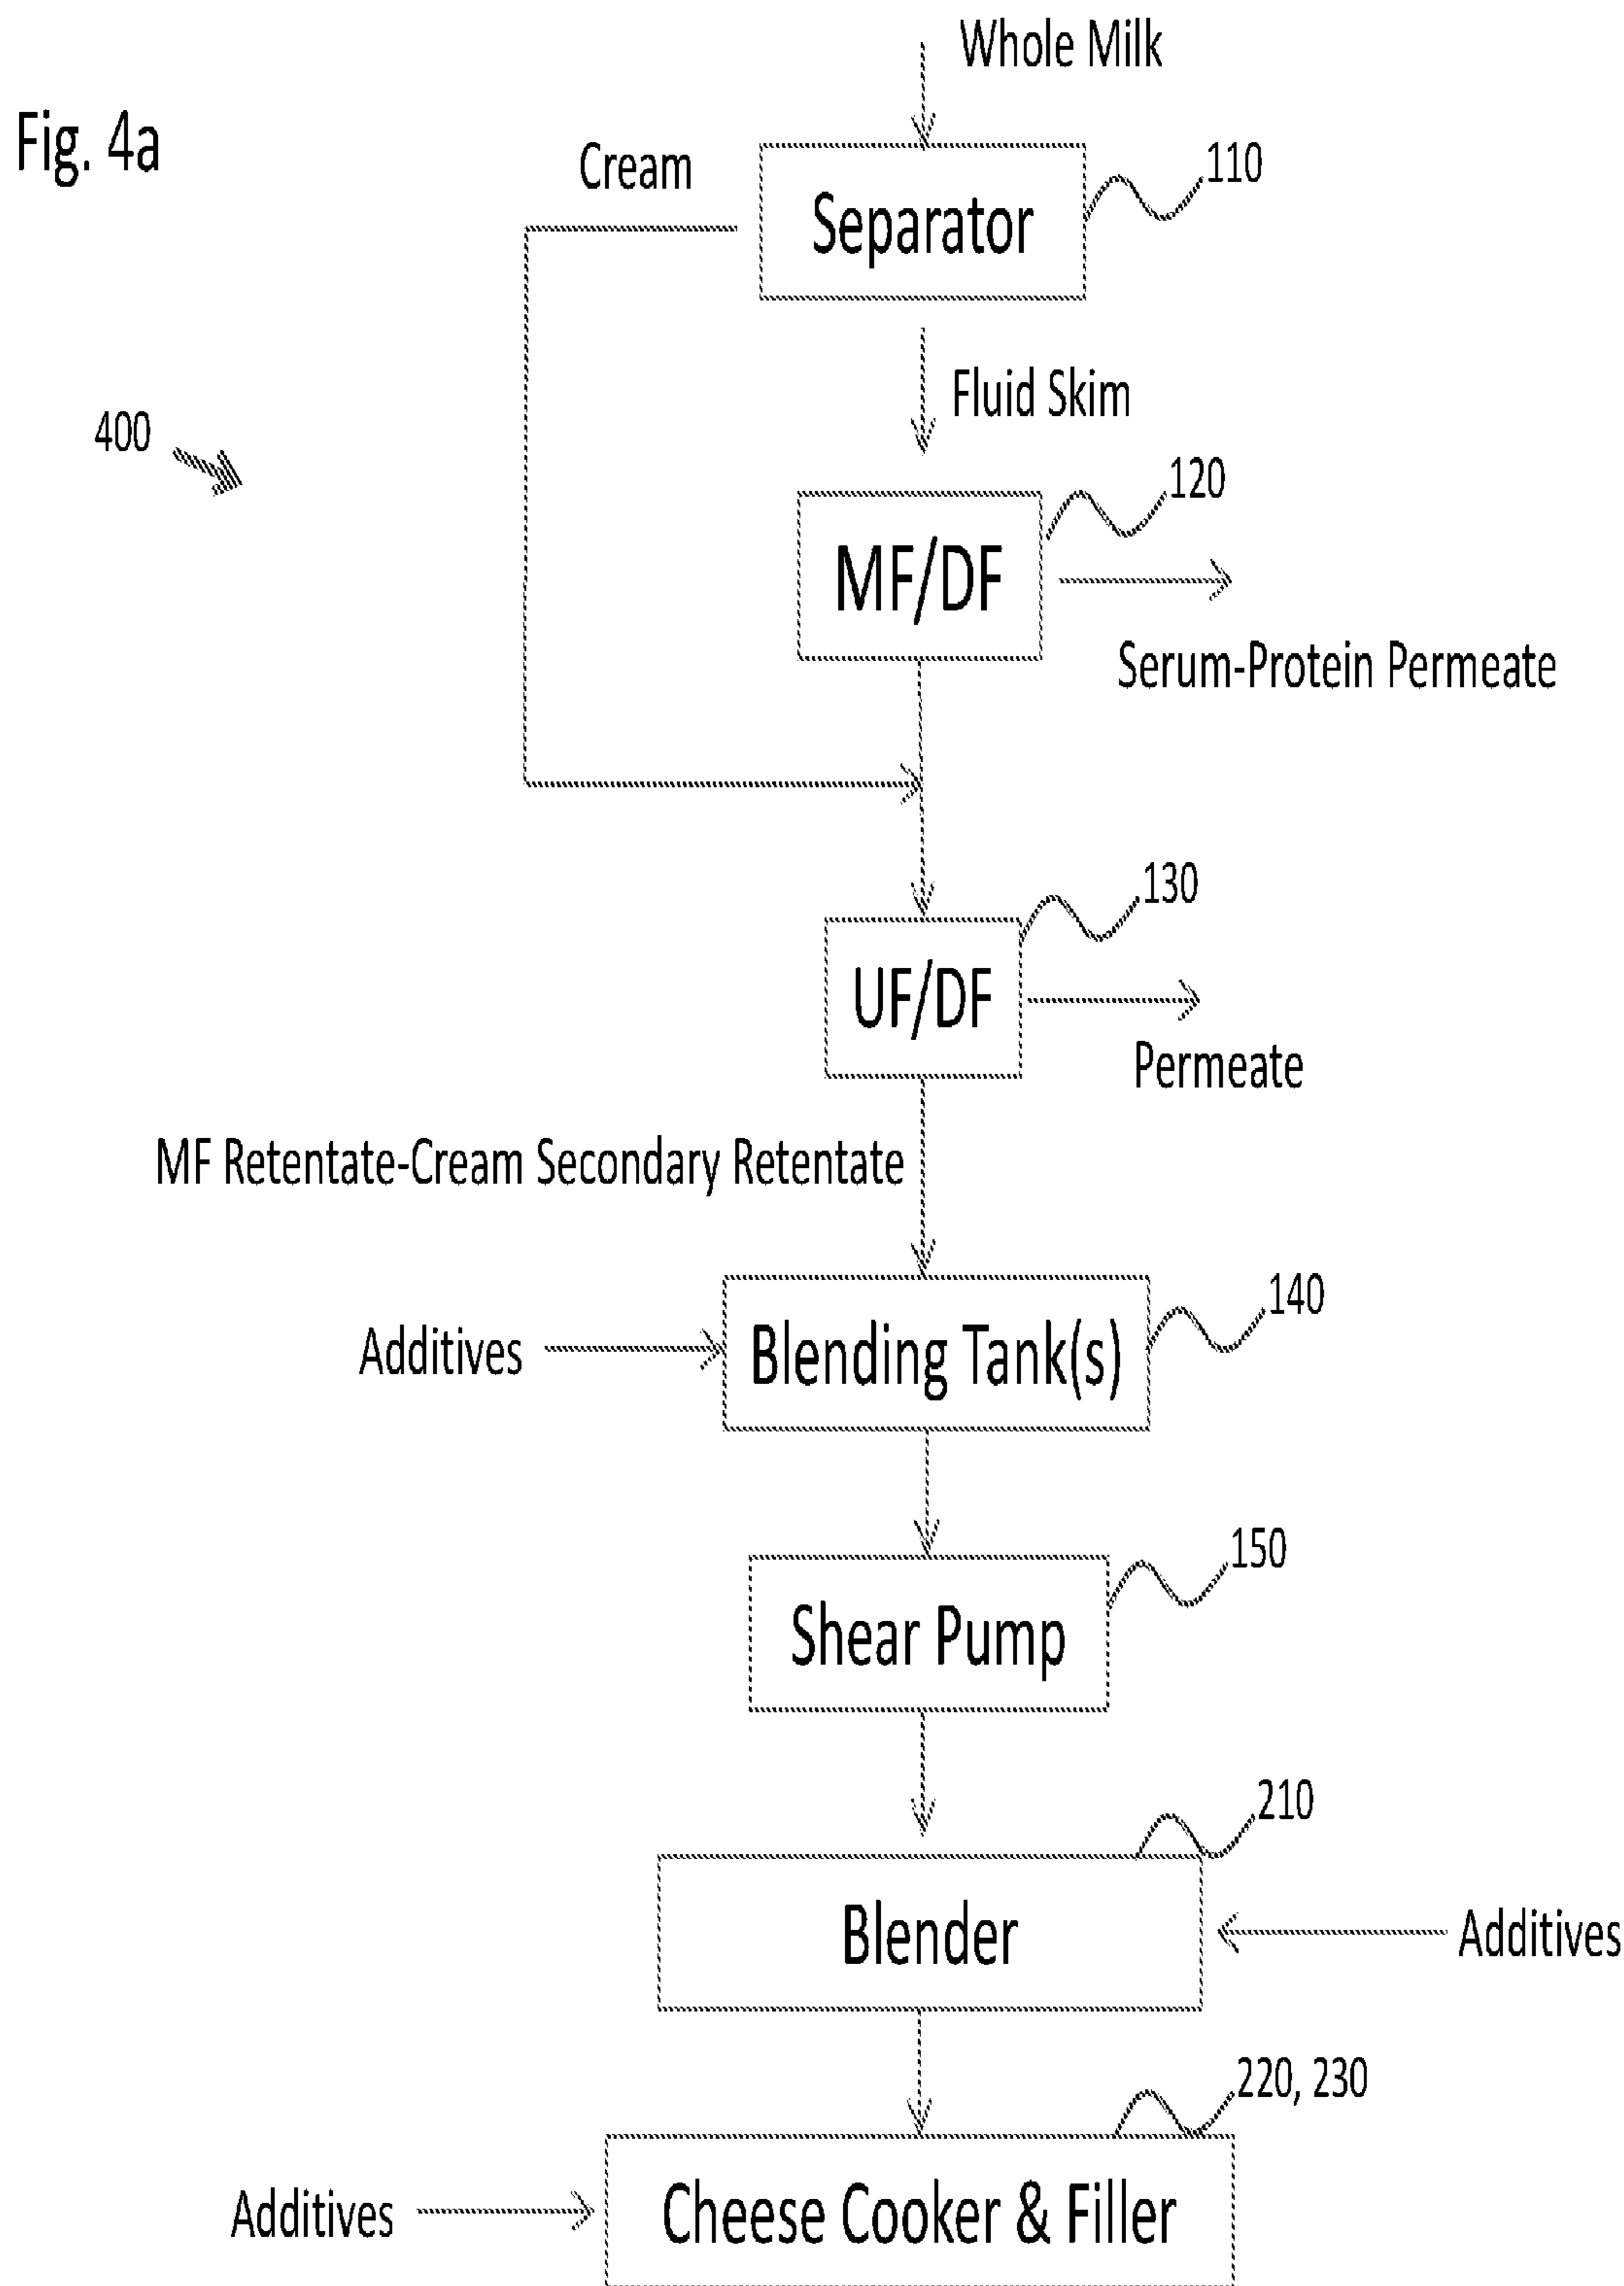 Whole Milk
Fig. 4a
Cream
110
Separator
Fluid Skim
400
120
MF/DF
Serum-Protein Permeate
130
UF/DF
Permeate
MF Retentate-Cream Secondary Retentate
140
Additives
Blending Tank(s)
150
Shear Pump
210
Blender
Additives
220, 230
Additives
Cheese Cooker & Filler